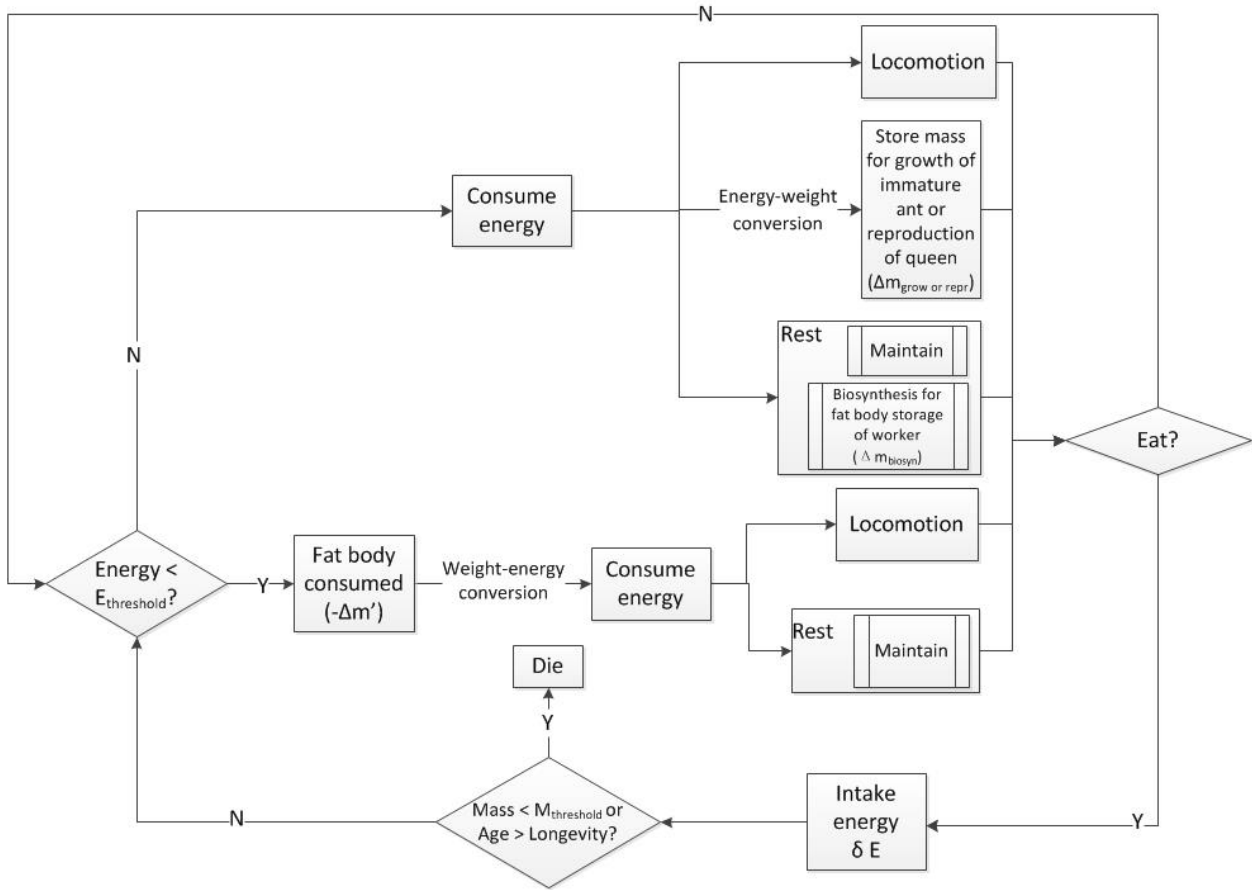 N
Locomotion
Store mass
for growth of
immature
ant or
reproduction
of queen
(Δm_grow or repr)
Consume
energy
Energy-weight
conversion
N
Rest
Maintain
Biosynthesis for
fat body storage
of worker
( Δ m_biosyn)
Eat?
Locomotion
Energy <
E_threshold?
Y
Fat body
consumed
(-Δm’)
Weight-energy
conversion
Consume
energy
Rest
Maintain
Die
Y
Mass < M_threshold or
Age > Longevity?
N
Intake
energy
δ E
Y